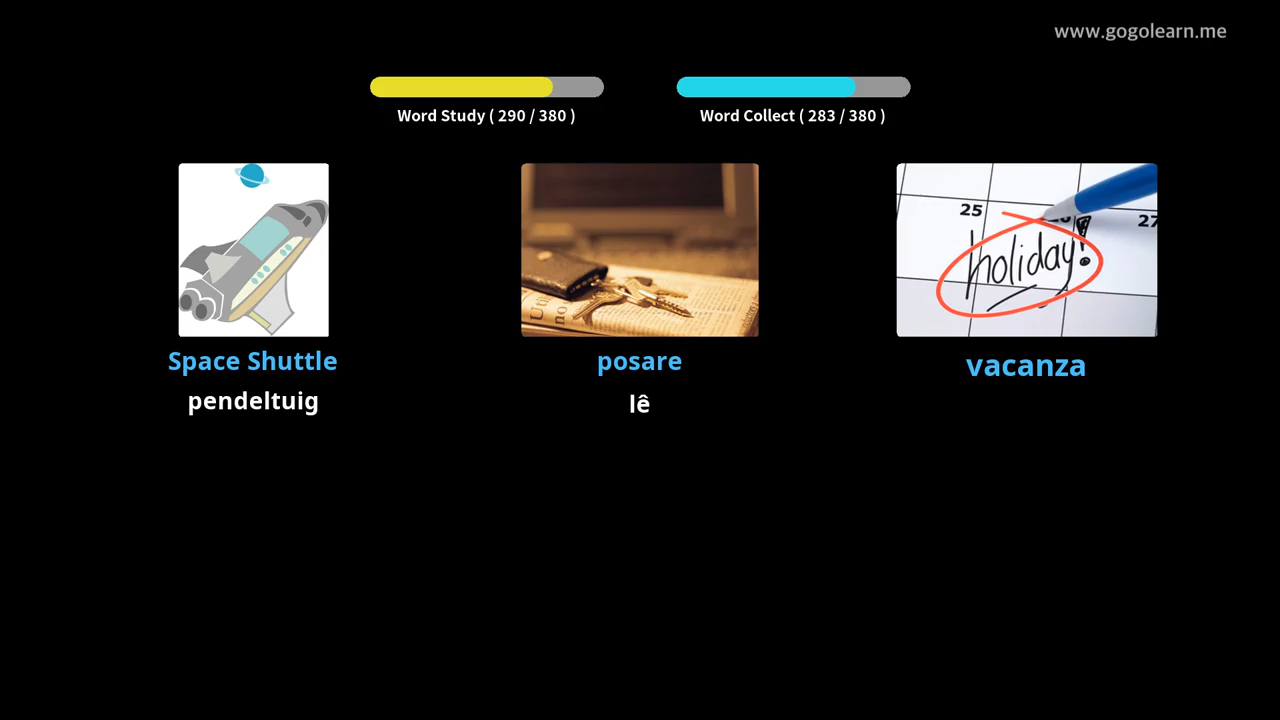 www.gogolearn.me
Word Study ( 290 / 380 )
Word Collect ( 283 / 380 )
25
27
holiday!
Space Shuttle
posare
vacanza
pendeltuig
lê